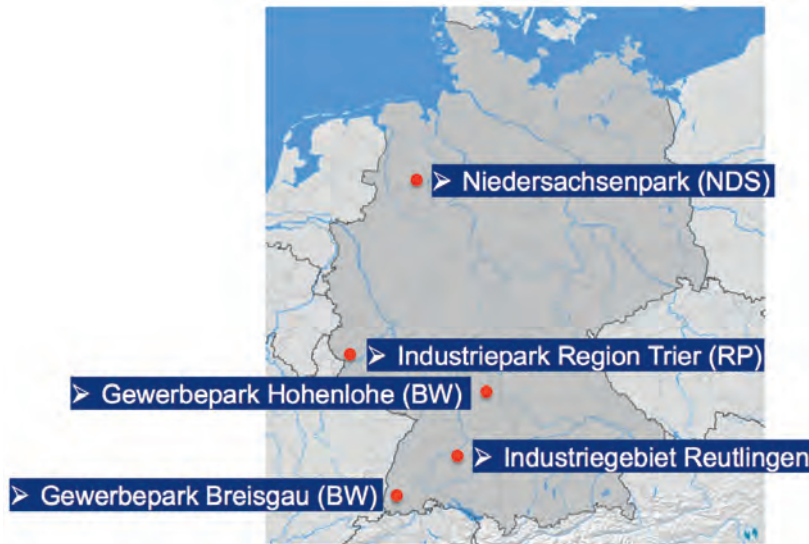 ➢ Niedersachsenpark (NDS)
➢ Industriepark Region Trier (RP)
➢ Gewerbepark Hohenlohe (BW)
➢ Industriegebiet Reutlingen
➢ Gewerbepark Breisgau (BW)